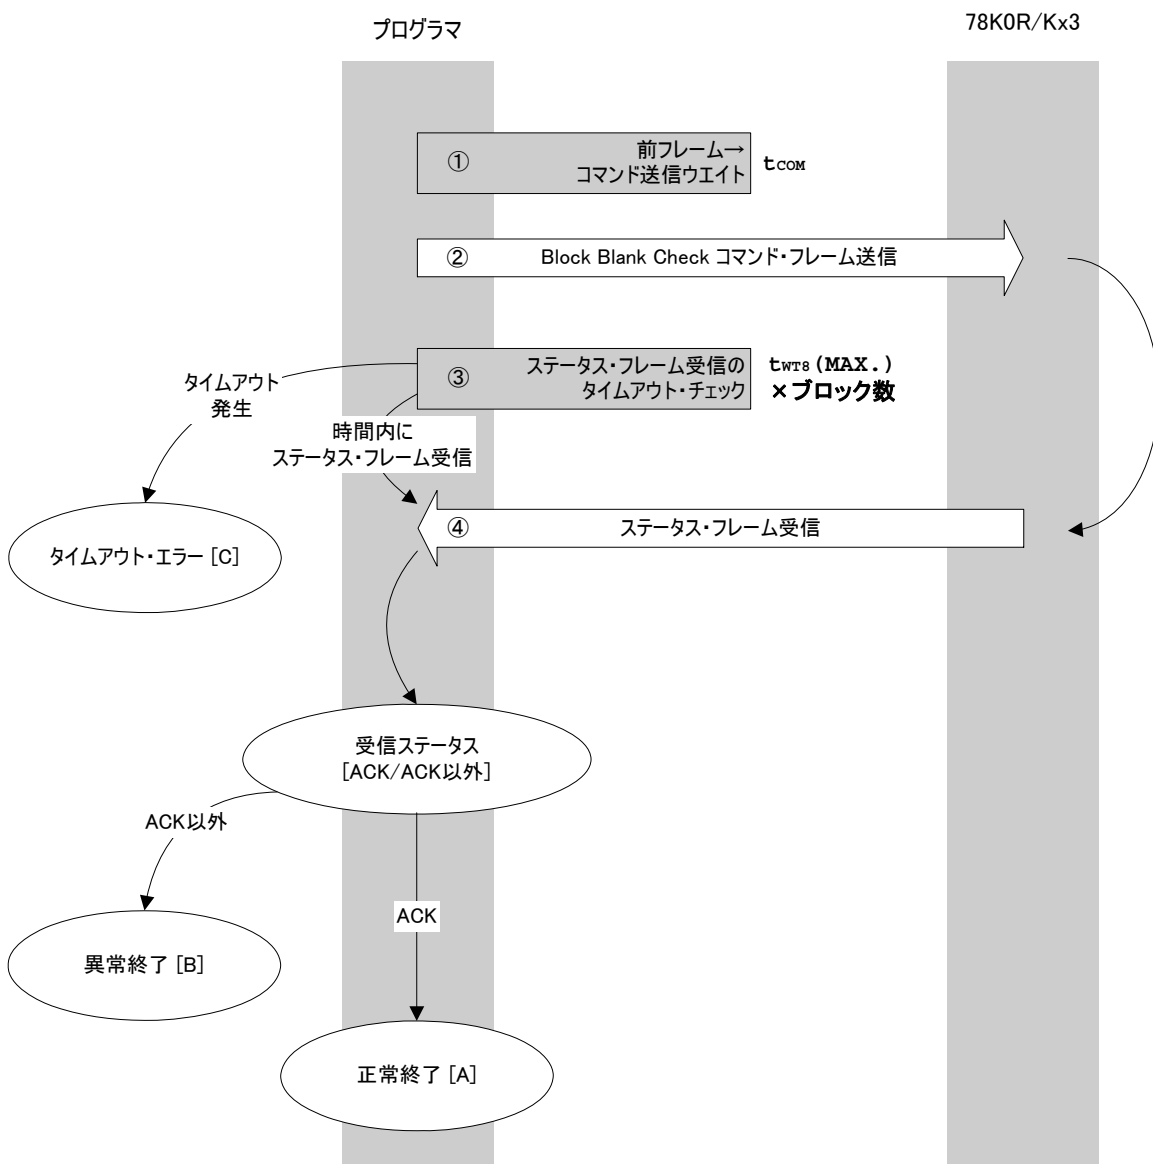 プログラマ
78K0R/Kx3
① 前フレーム→
コマンド送信ウエイト
tCOM
② Block Blank Check コマンド・フレーム送信
③ ステータス・フレーム受信の
タイムアウト・チェック
tWT8(MAX.)
×ブロック数
タイムアウト
発生
時間内に
ステータス・フレーム受信
④ ステータス・フレーム受信
タイムアウト・エラー [C]
受信ステータス
[ACK/ACK以外]
ACK以外
ACK
異常終了 [B]
正常終了 [A]